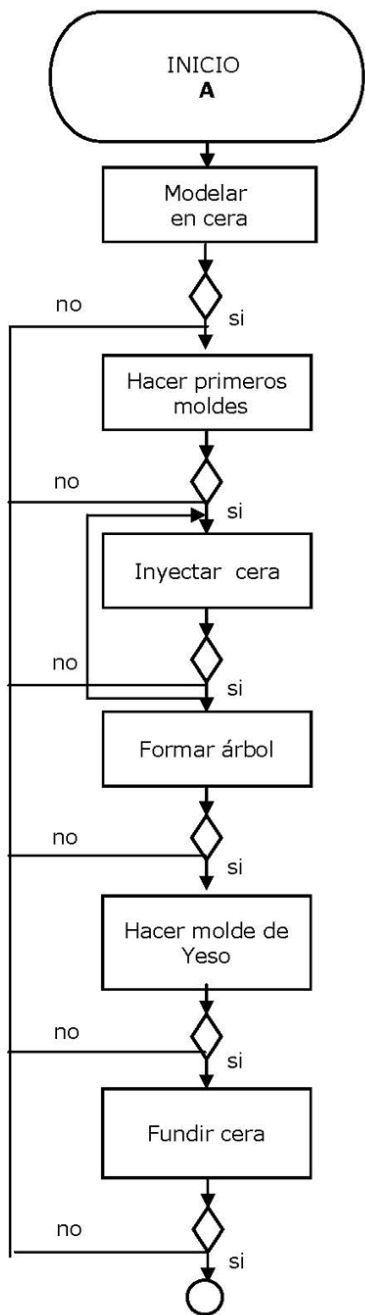 INICIO
A
Modelar
en cera
no
si
Hacer primeros
moldes
no
si
Inyectar cera
no
si
Formar árbol
no
si
Hacer molde de
Yeso
no
si
Fundir cera
no
si